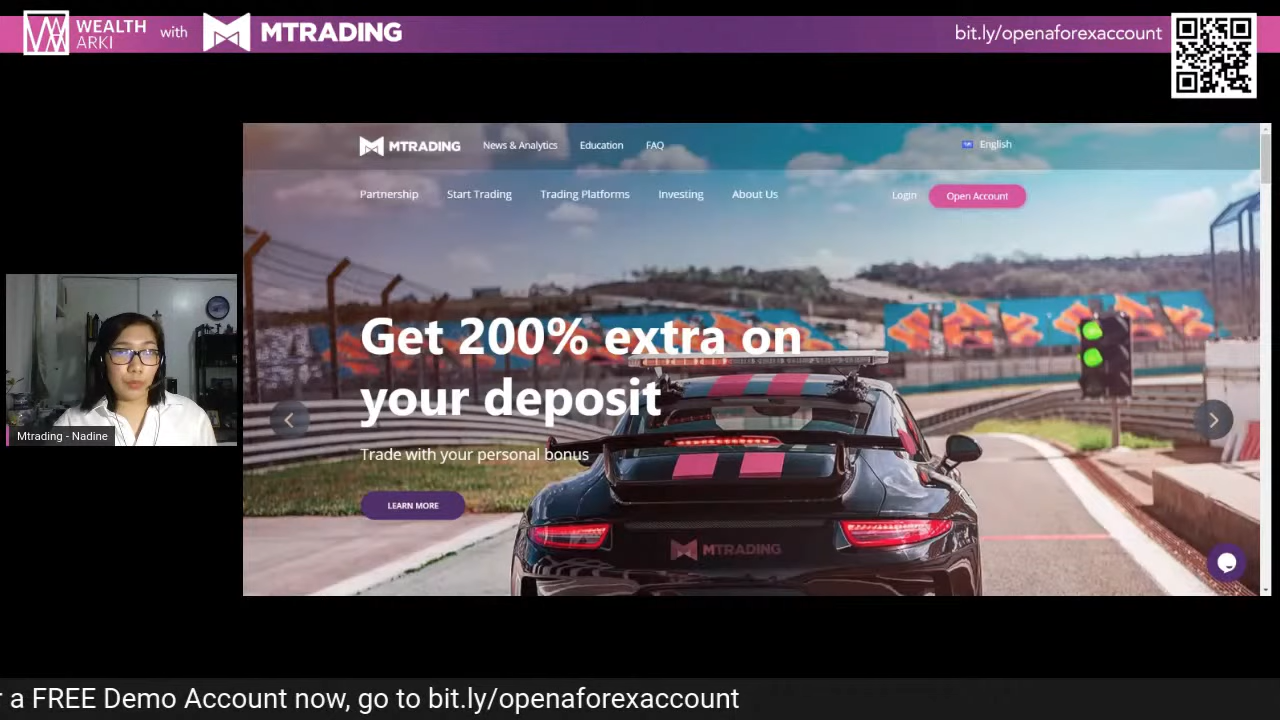 WEALTH
ARKI
with
MTRADING
bit.ly/openaforexaccount
MTRADING
News & Analytics
Education
FAQ
English
Partnership
Start Trading
Trading Platforms
Investing
About Us
Login
Open Account
Get 200% extra on
your deposit
Trade with your personal bonus
LEARN MORE
MTRADING
Mtrading - Nadine
a FREE Demo Account now, go to bit.ly/openaforexaccount